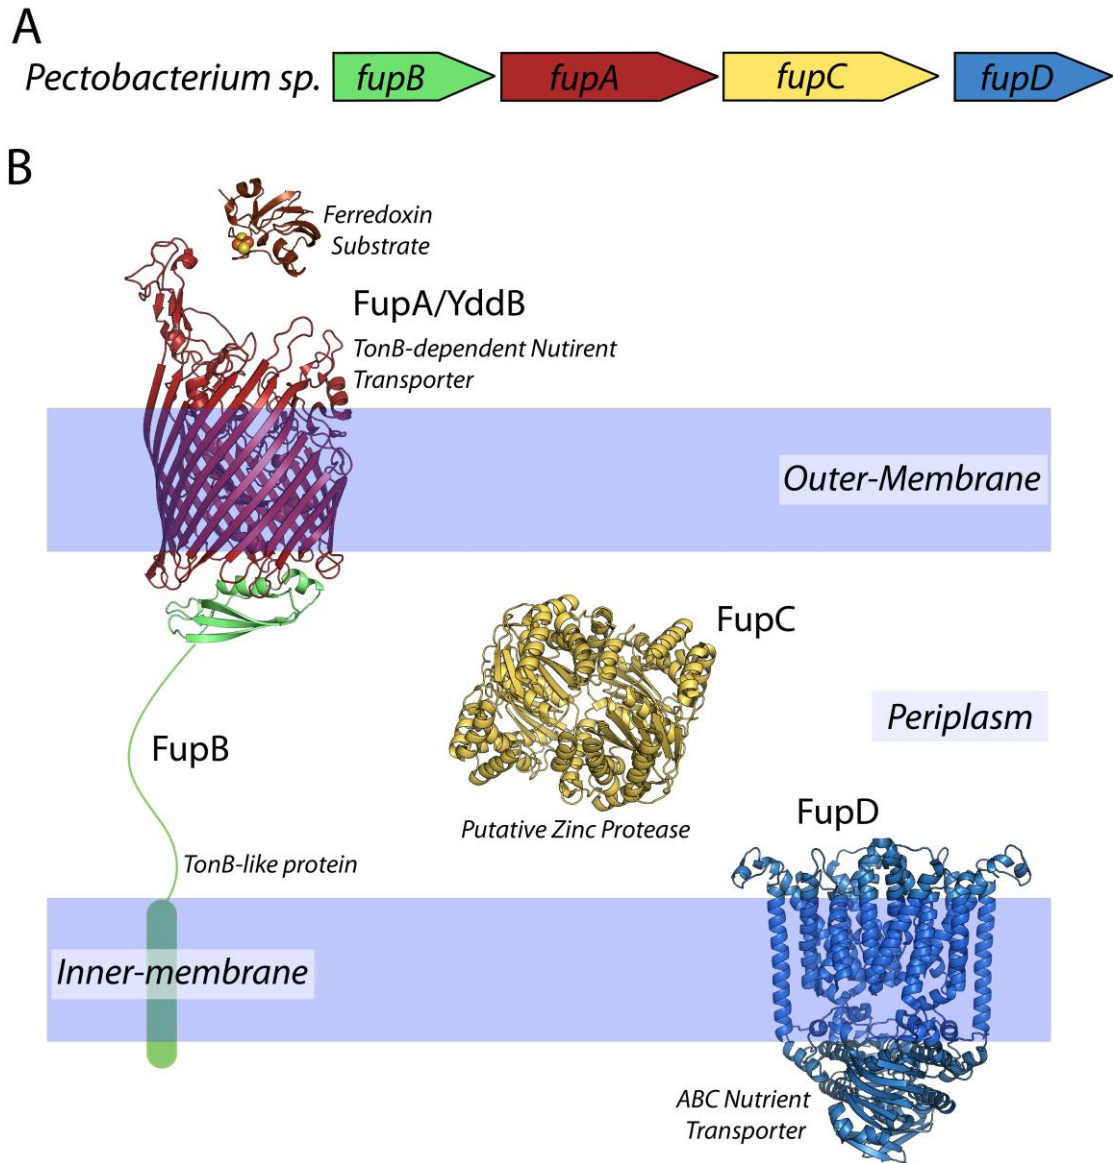 A
Pectobacterium sp. fupB fupA fupC fupD
B
Ferredoxin
Substrate
FupA/YddB
TonB-dependent Nutirent
Transporter
Outer-Membrane
FupC
Periplasm
FupB
Putative Zinc Protease
FupD
TonB-like protein
Inner-membrane
ABC Nutrient
Transporter